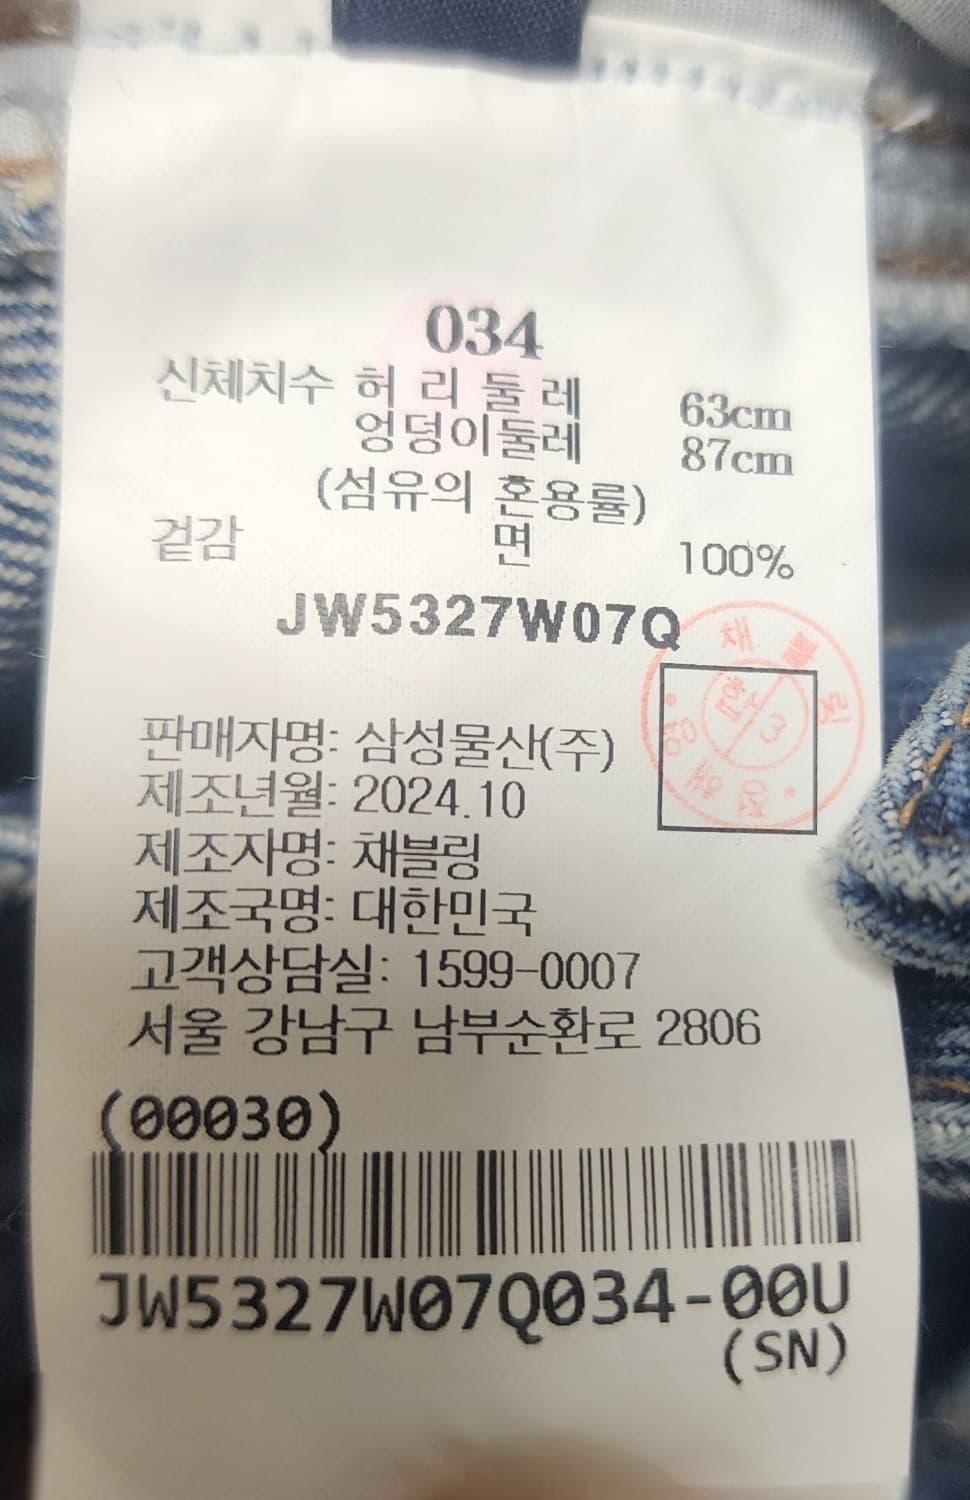 034
신체치수 허 리 둘 레 63cm
엉덩이둘레 87cm
(섬유의 혼용률)
겉감 면 100%
JW5327W07Q
채블링
판매자명: 삼성물산(주)
제조년월: 2024.10
제조자명: 채블링
제조국명: 대한민국
고객상담실: 1599-0007
서울 강남구 남부순환로 2806
(00030)
JW5327W07Q034-00U
(SN)